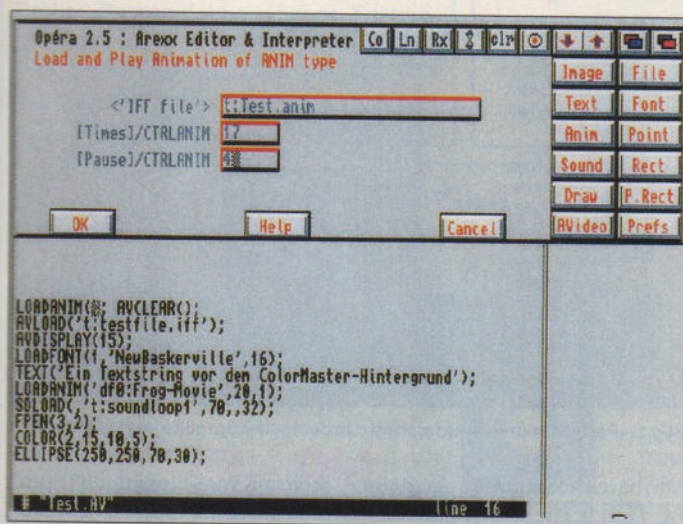 Opéra 2.5 : Arexx Editor & Interpreter Co Ln Rx clr
Load and Play Animation of ANIM type
<'IFF file'> t:Test.anim
[Times]/CTRLANIM 17
[Pause]/CTRLANIM 4
OK Help Cancel
Image File
Text Font
Anim Point
Sound Rect
Draw P.Rect
AVideo Prefs
LOADANIM( ; AVCLEAR();
AVLOAD('t:testfile.iff');
AVDISPLAY(15);
LOADFONT(1,'NewBaskerville',16);
TEXT('Ein Textstring vor dem ColorMaster-Hintergrund');
LOADANIM('df0:Frog-Movie',20,1);
SOLOAD(,'t:soundloop1',70,,32);
FPEN(3,2);
COLOR(2,15,10,5);
ELLIPSE(250,250,70,30);
# "Test.AV" line 16